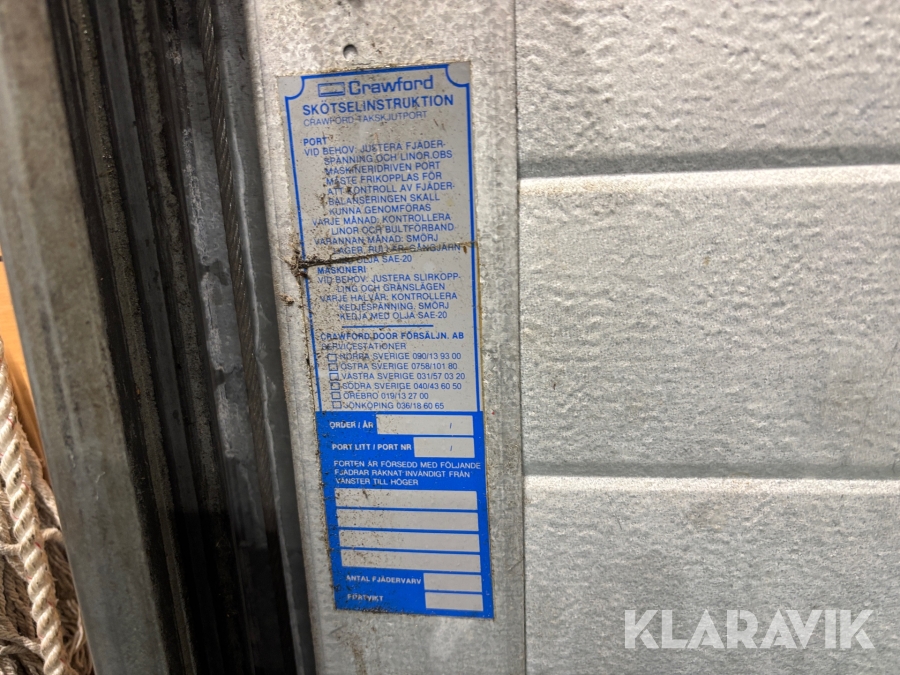 Crawford
SKÖTSELINSTRUKTION
CRAWFORD-TAKSKJUTPORT
PORT
VID BEHOV: JUSTERA FJÄDER-
SPÄNNING OCH LINOR.OBS
MASKINERIDRIVEN PORT
MÅSTE FRIKOPPLAS FÖR
ATT KONTROLL AV FJÄDER-
BALANSERINGEN SKALL
KUNNA GENOMFÖRAS
VARJE MÅNAD: KONTROLLERA
LINOR OCH BULTFÖRBAND
VARANNAN MÅNAD: SMÖRJ
LAGER, RULLAR, GÅNGJÄRN
OLJA SAE-20
MASKINERI
VID BEHOV: JUSTERA SLIRKOPP-
LING OCH GRÄNSLÄGEN
VARJE HALVÅR: KONTROLLERA
KEDJESPÄNNING, SMÖRJ
KEDJA MED OLJA SAE-20
CRAWFORD DOOR FÖRSÄLJN. AB
SERVICESTATIONER
NORRA SVERIGE 090/13 93 00
ÖSTRA SVERIGE 0758/101 80
VÄSTRA SVERIGE 031/57 03 20
SÖDRA SVERIGE 040/43 60 50
ÖREBRO 019/13 27 00
JÖNKÖPING 036/18 60 65
ORDER / ÅR /
PORT LITT / PORT NR /
PORTEN ÄR FÖRSEDD MED FÖLJANDE
FJÄDRAR RÄKNAT INVÄNDIGT FRÅN
VÄNSTER TILL HÖGER
ANTAL FJÄDERVARV
PORTVIKT
KLARAVIK